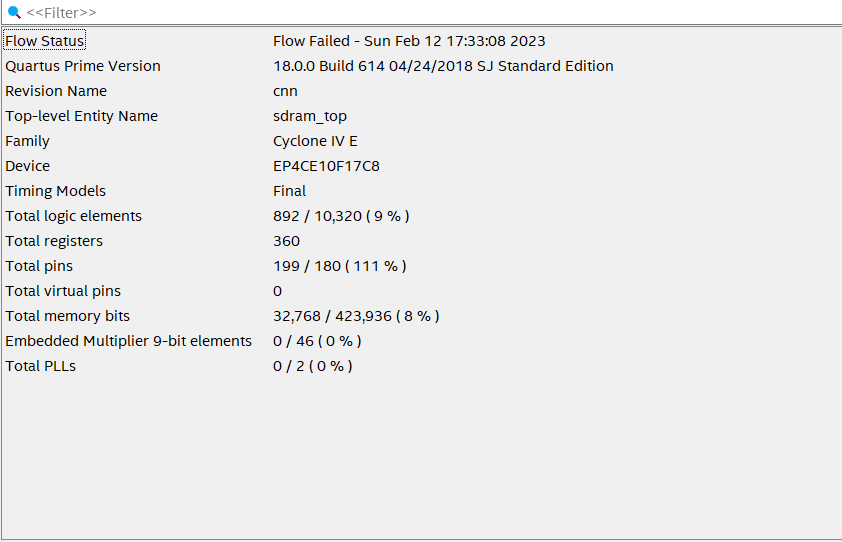 <<Filter>>
Flow Status Flow Failed - Sun Feb 12 17:33:08 2023
Quartus Prime Version 18.0.0 Build 614 04/24/2018 SJ Standard Edition
Revision Name cnn
Top-level Entity Name sdram_top
Family Cyclone IV E
Device EP4CE10F17C8
Timing Models Final
Total logic elements 892 / 10,320 ( 9 % )
Total registers 360
Total pins 199 / 180 ( 111 % )
Total virtual pins 0
Total memory bits 32,768 / 423,936 ( 8 % )
Embedded Multiplier 9-bit elements 0 / 46 ( 0 % )
Total PLLs 0 / 2 ( 0 % )